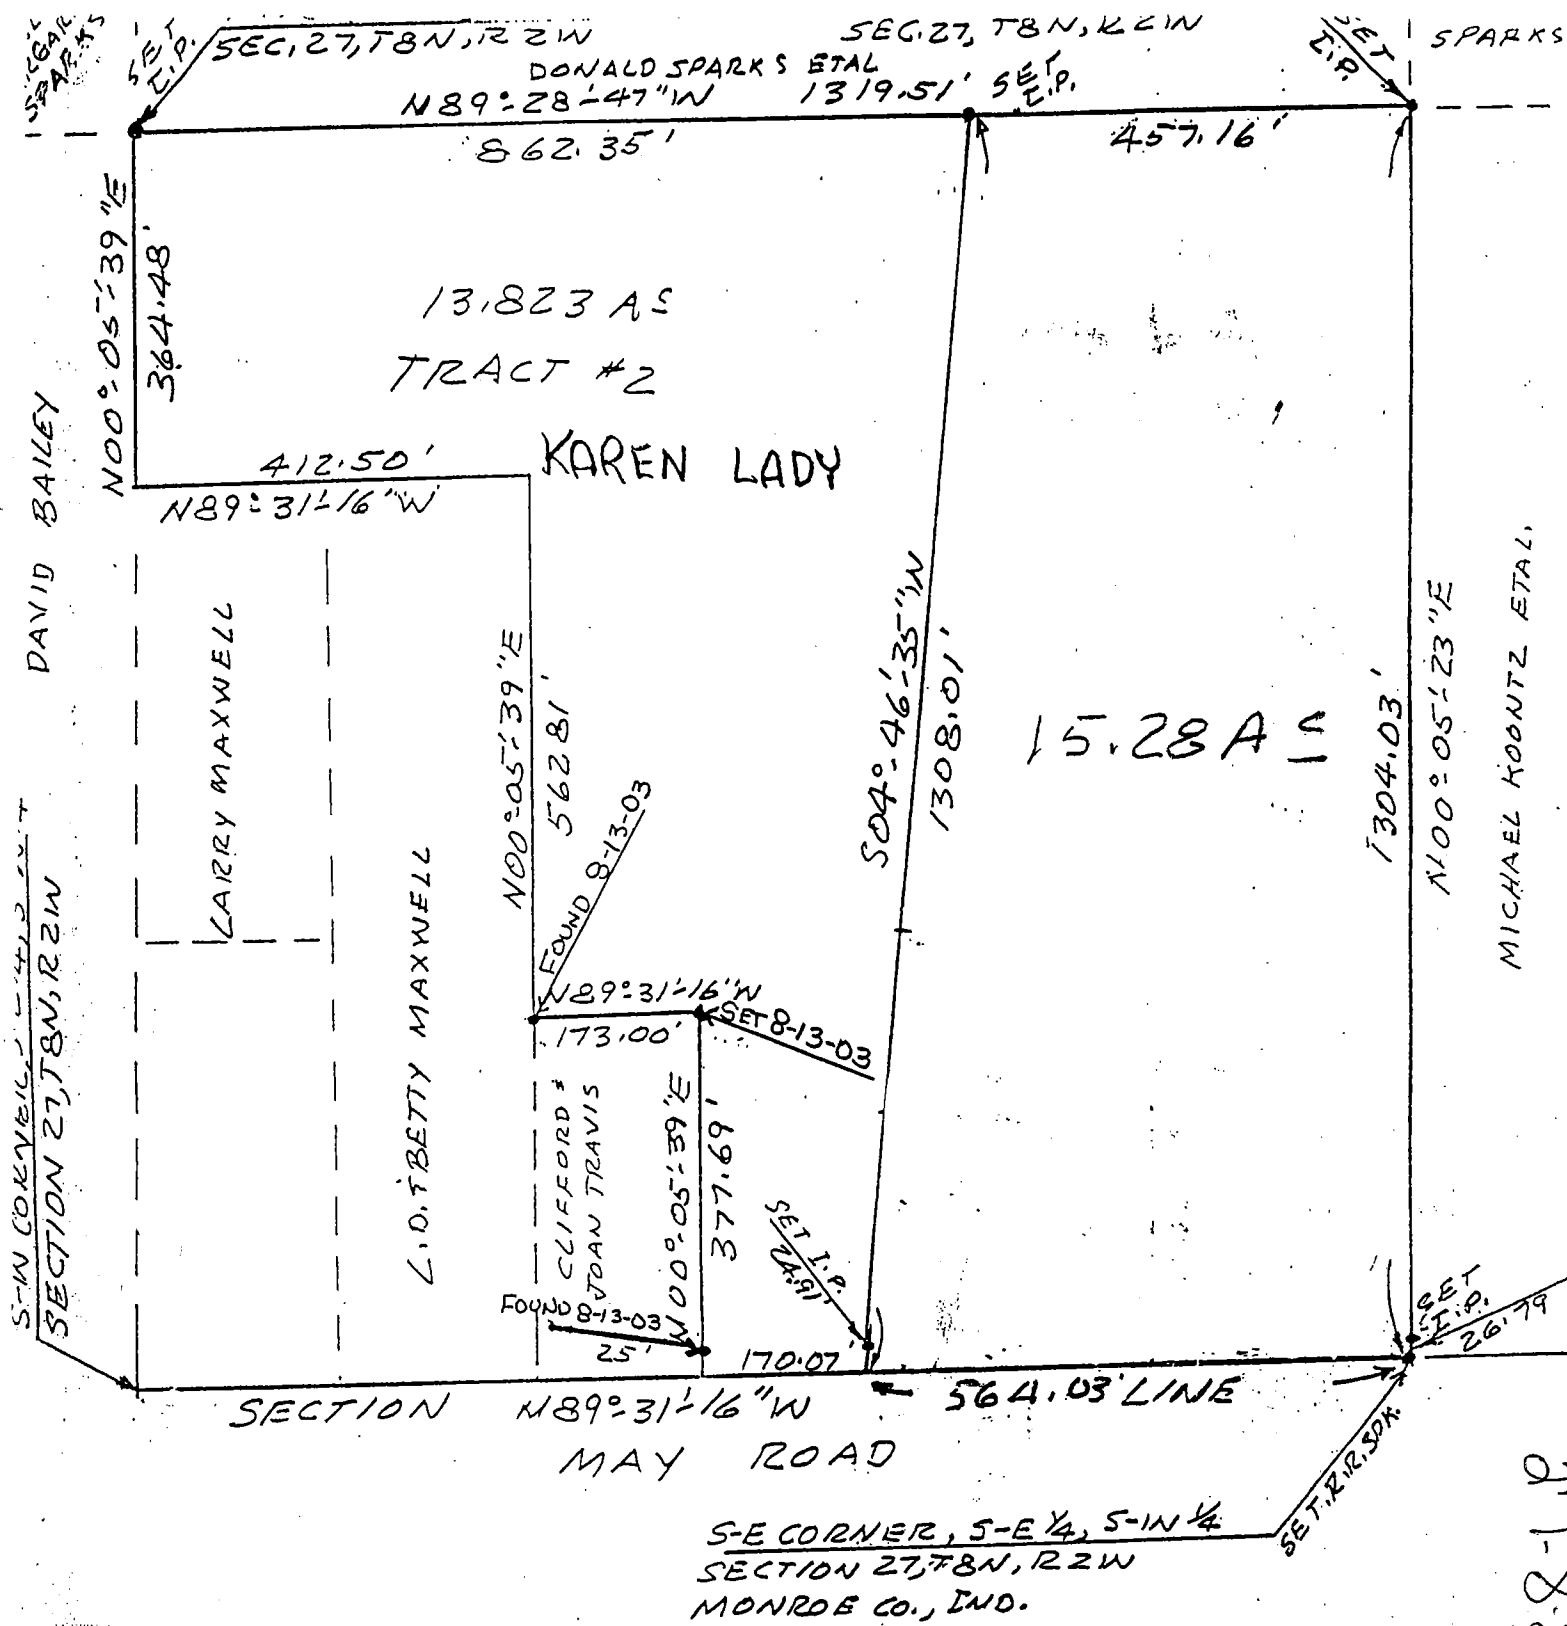 SET
I.P.
SEC. 27, T8N, R2W
SEC. 27, T8N, R2W
SET
I.P.
SPARKS
DONALD SPARKS ETAL
N89°-28'-47"W 1319.51'
SET
I.P.
862.35'
457.16'
N00°-05'-39"E
364.48'
13.823 AS
TRACT #2
KAREN LADY
412.50'
N89°-31'-16"W
DAVID BAILEY
LARRY MAXWELL
L.D. & BETTY MAXWELL
N00°-05'-39"E
562.81'
FOUND 8-13-03
N89°-31'-16"W
173.00'
SET 8-13-03
CLIFFORD &
JOAN TRAVIS
N00°-05'-39"E
377.69'
FOUND 8-13-03
25'
S04°-46'-35"W
1308.01'
15.28 AS
1304.03'
N00°-05'-23"E
MICHAEL KOONTZ ETAL.
SET I.P.
24.91'
SET
I.P.
26.79
170.07'
564.03' LINE
SECTION N89°-31'-16"W
MAY ROAD
S-W CORNER,
SECTION 27, T8N, R2W
SET R.R. SPK.
S-E CORNER, S-E 1/4, S-W 1/4
SECTION 27, T8N, R2W
MONROE CO., IND.